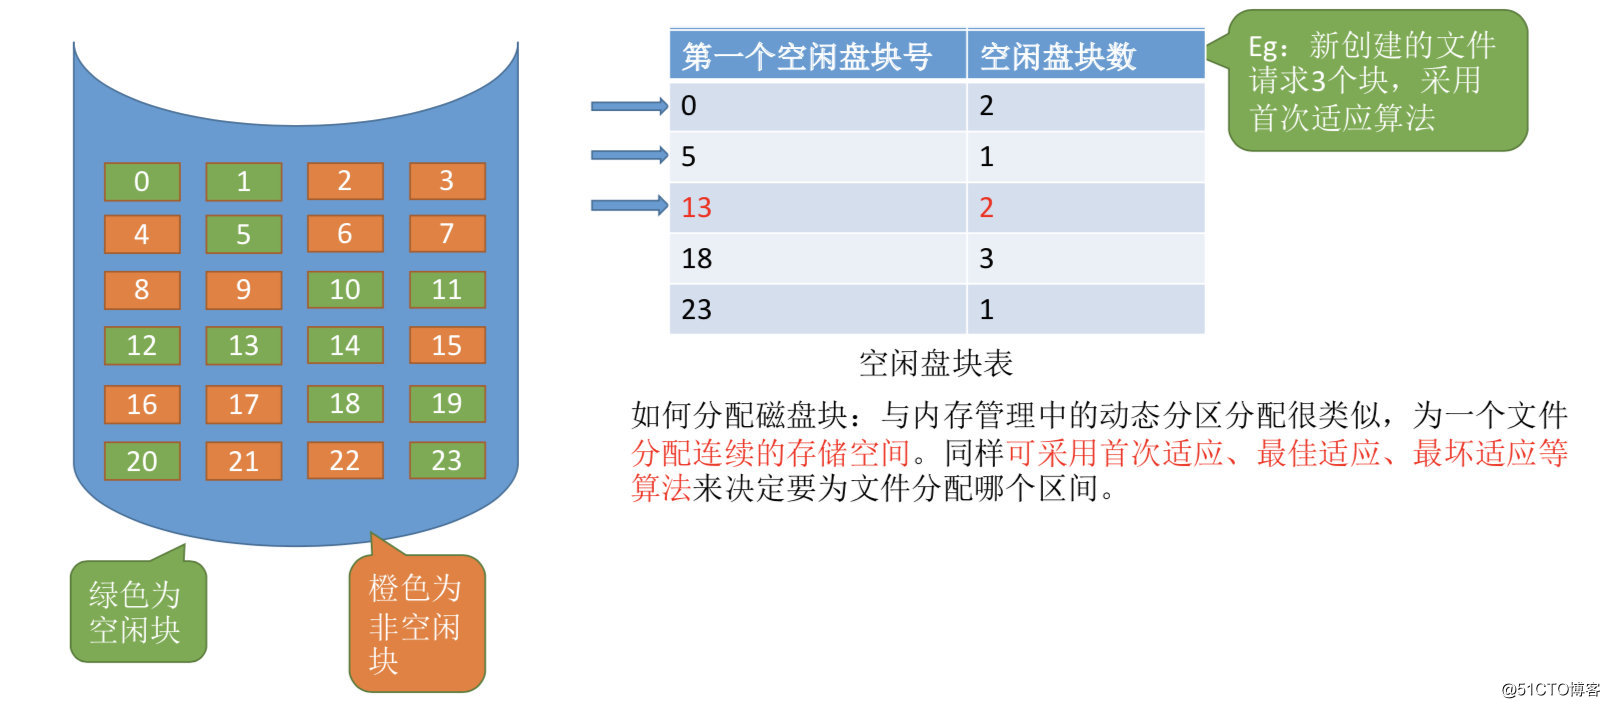 0 1 2 3
4 5 6 7
8 9 10 11
12 13 14 15
16 17 18 19
20 21 22 23
绿色为
空闲块
橙色为
非空闲
块
第一个空闲盘块号 空闲盘块数
0 2
5 1
13 2
18 3
23 1
空闲盘块表
Eg：新创建的文件
请求3个块，采用
首次适应算法
如何分配磁盘块：与内存管理中的动态分区分配很类似，为一个文件
分配连续的存储空间。同样可采用首次适应、最佳适应、最坏适应等
算法来决定要为文件分配哪个区间。
@51CTO博客